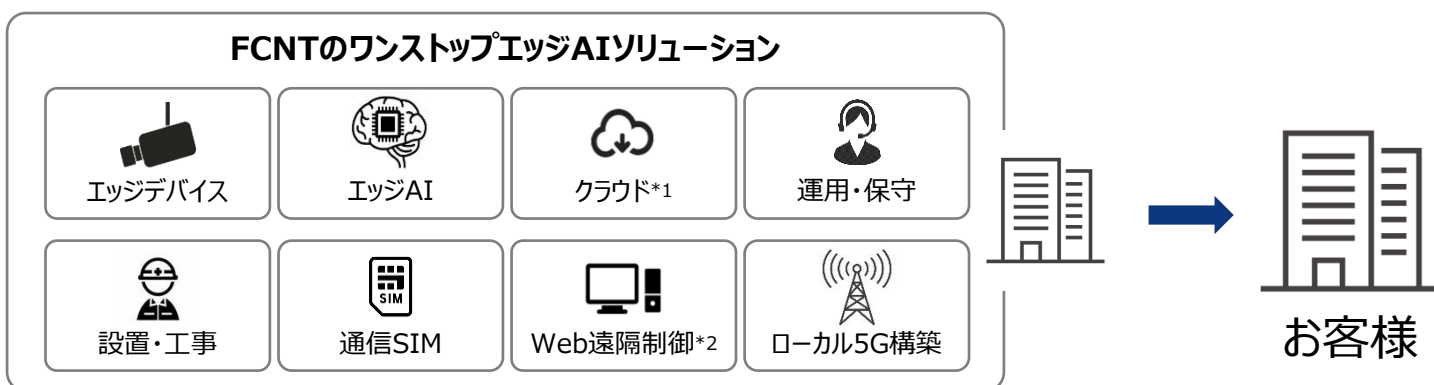 FCNTのワンストップエッジAIソリューション
エッジデバイス
エッジAI
クラウド*1
運用・保守
設置・工事
SIM
通信SIM
Web遠隔制御*2
ローカル5G構築
お客様